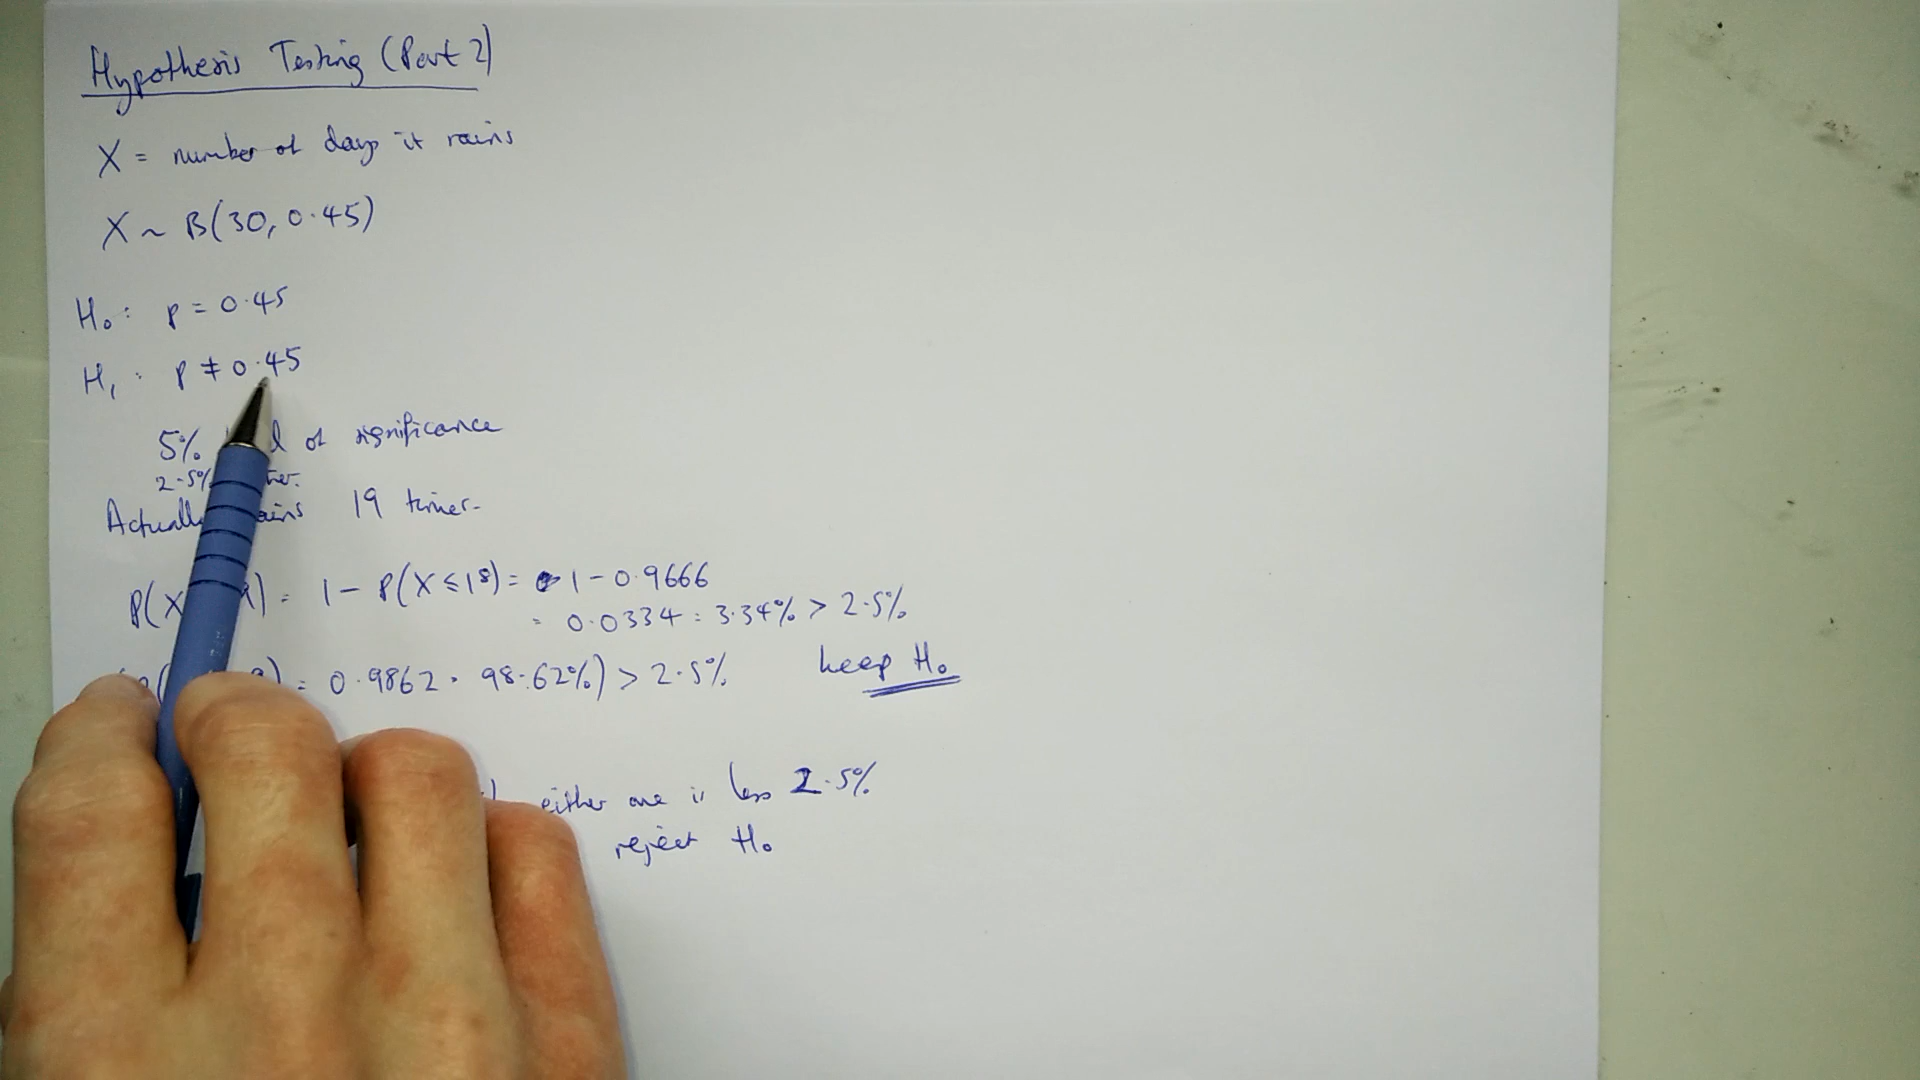 Hypothesis Testing (Part 2)
X = number of days it rains
X ~ B(30, 0.45)
H₀: p = 0.45
H₁: p ≠ 0.45
5% of significance
2.5%
Actually rains 19 times.
P(X = 1 - P(X ≤ 18) = 1 - 0.9666
= 0.0334 = 3.34% > 2.5%
= 0.9862 = 98.62%) > 2.5% keep H₀
either one is less 2.5%
reject H₀